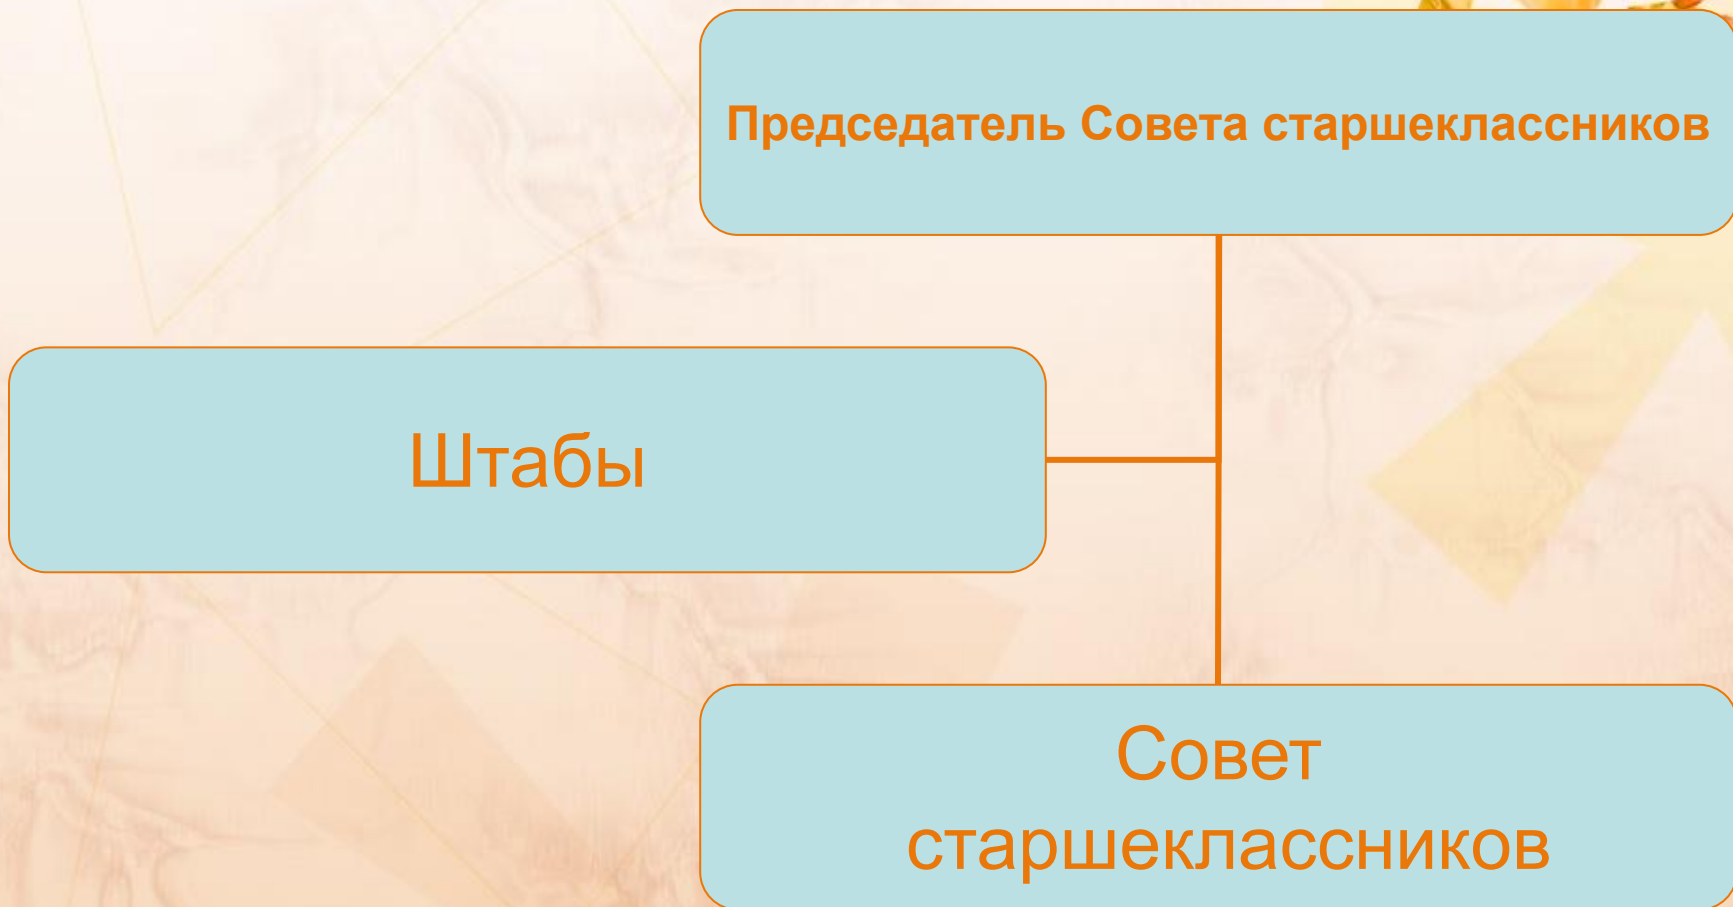 Председатель Совета старшеклассников
Штабы
Совет
старшеклассников